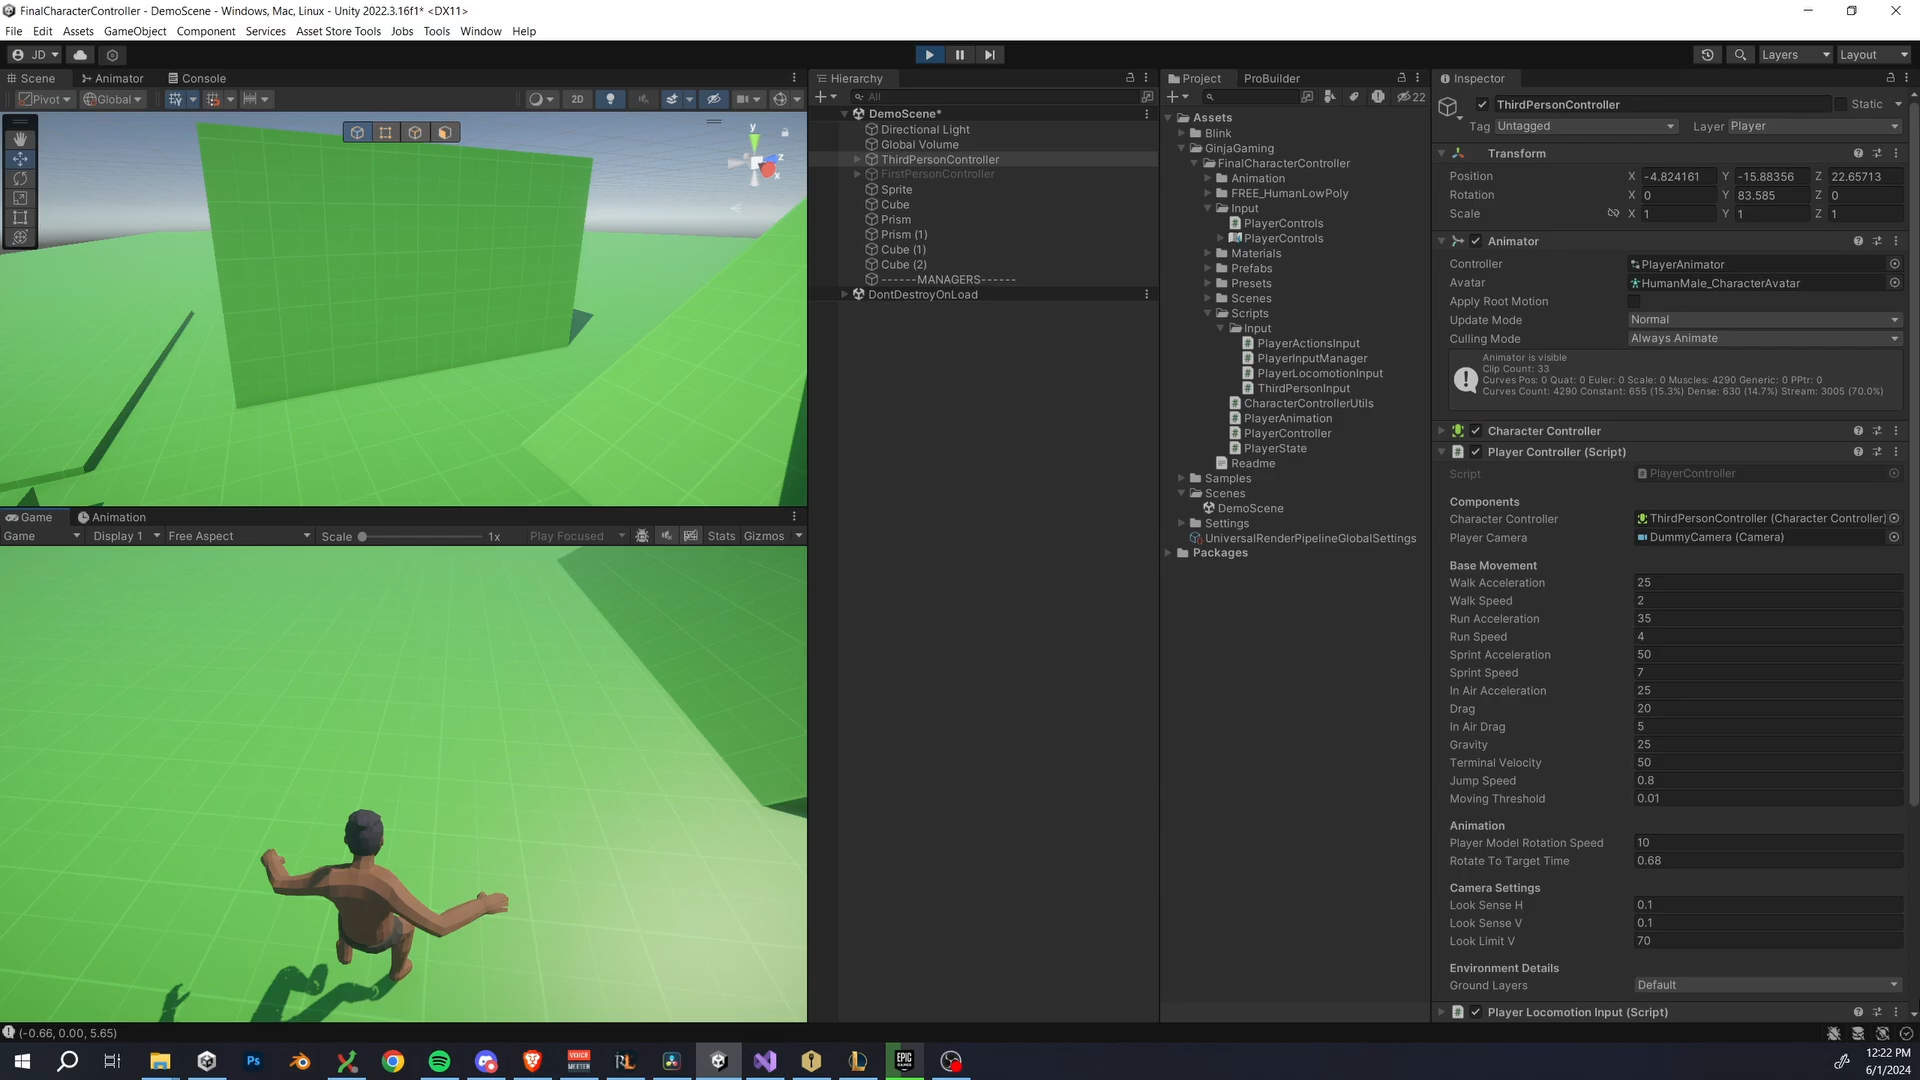 FinalCharacterController - DemoScene - Windows, Mac, Linux - Unity 2022.3.16f1* <DX11>
File Edit Assets GameObject Component Services Asset Store Tools Jobs Tools Window Help
JD
Layers Layout
Scene Animator Console
Pivot Global
2D
y
z
x
Game Animation
Game Display 1 Free Aspect Scale 1x Play Focused Stats Gizmos
Hierarchy
All
DemoScene*
Directional Light
Global Volume
ThirdPersonController
FirstPersonController
Sprite
Cube
Prism
Prism (1)
Cube (1)
Cube (2)
------MANAGERS------
DontDestroyOnLoad
Project ProBuilder
22
Assets
Blink
GinjaGaming
FinalCharacterController
Animation
FREE_HumanLowPoly
Input
PlayerControls
PlayerControls
Materials
Prefabs
Presets
Scenes
Scripts
Input
PlayerActionsInput
PlayerInputManager
PlayerLocomotionInput
ThirdPersonInput
CharacterControllerUtils
PlayerAnimation
PlayerController
PlayerState
Readme
Samples
Scenes
DemoScene
Settings
UniversalRenderPipelineGlobalSettings
Packages
Inspector
ThirdPersonController Static
Tag Untagged Layer Player
Transform
Position X -4.824161 Y -15.88356 Z 22.65713
Rotation X 0 Y 83.585 Z 0
Scale X 1 Y 1 Z 1
Animator
Controller PlayerAnimator
Avatar HumanMale_CharacterAvatar
Apply Root Motion
Update Mode Normal
Culling Mode Always Animate
Animator is visible
Clip Count: 33
Curves Pos: 0 Quat: 0 Euler: 0 Scale: 0 Muscles: 4290 Generic: 0 PPtr: 0
Curves Count: 4290 Constant: 655 (15.3%) Dense: 630 (14.7%) Stream: 3005 (70.0%)
Character Controller
Player Controller (Script)
Script PlayerController
Components
Character Controller ThirdPersonController (Character Controller)
Player Camera DummyCamera (Camera)
Base Movement
Walk Acceleration 25
Walk Speed 2
Run Acceleration 35
Run Speed 4
Sprint Acceleration 50
Sprint Speed 7
In Air Acceleration 25
Drag 20
In Air Drag 5
Gravity 25
Terminal Velocity 50
Jump Speed 0.8
Moving Threshold 0.01
Animation
Player Model Rotation Speed 10
Rotate To Target Time 0.68
Camera Settings
Look Sense H 0.1
Look Sense V 0.1
Look Limit V 70
Environment Details
Ground Layers Default
Player Locomotion Input (Script)
(-0.66, 0.00, 5.65)
Ps
VOICE
MEETER
EPIC
GAMES
12:22 PM
6/1/2024